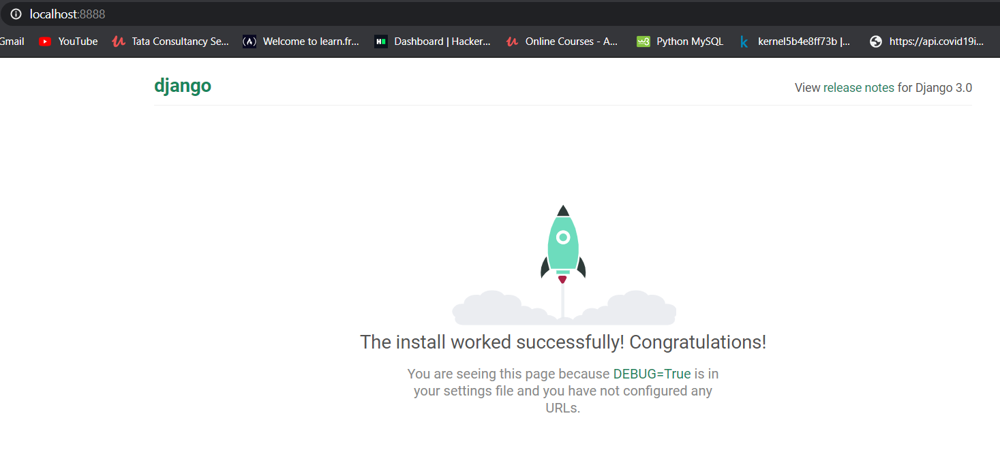 localhost:8888
Gmail YouTube Tata Consultancy Se... Welcome to learn.fr... Dashboard | Hacker... Online Courses - A... Python MySQL kernel5b4e8ff73b |... https://api.covid19i...
django
View release notes for Django 3.0
The install worked successfully! Congratulations!
You are seeing this page because DEBUG=True is in
your settings file and you have not configured any
URLs.